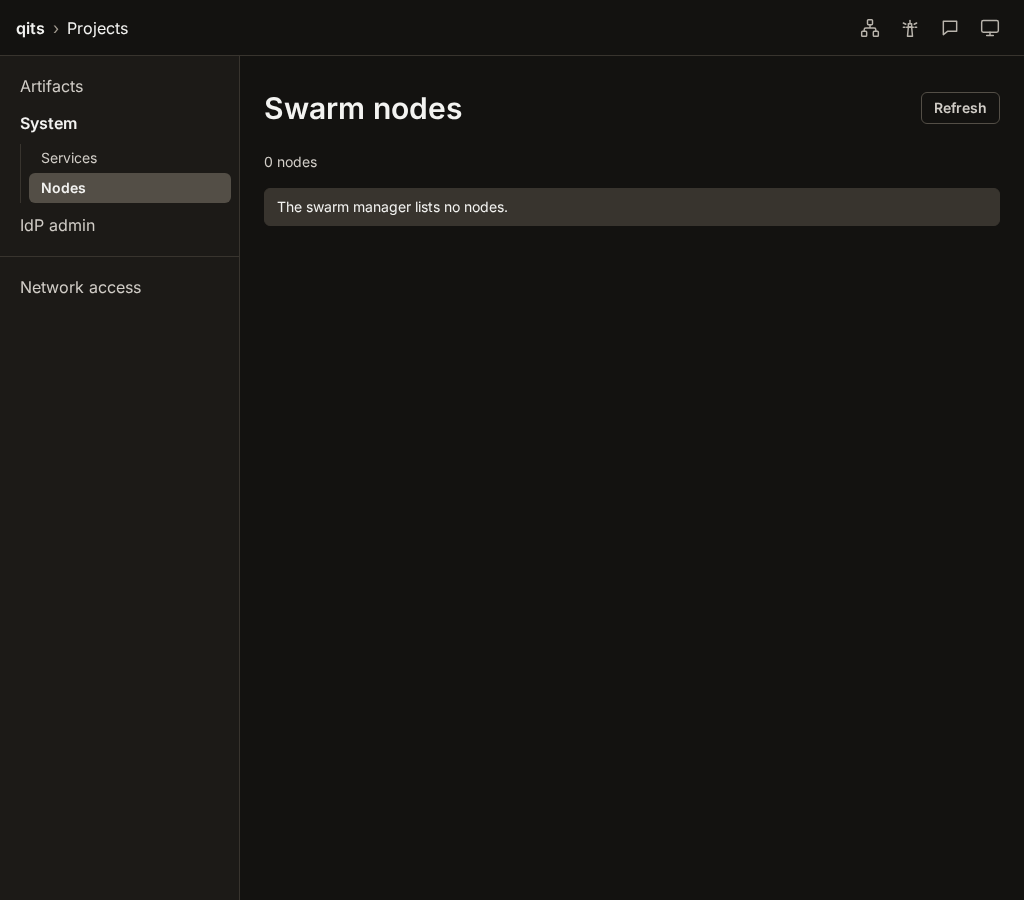 qits › Projects
Artifacts
System
Services
Nodes
IdP admin
Network access
Swarm nodes
Refresh
0 nodes
The swarm manager lists no nodes.